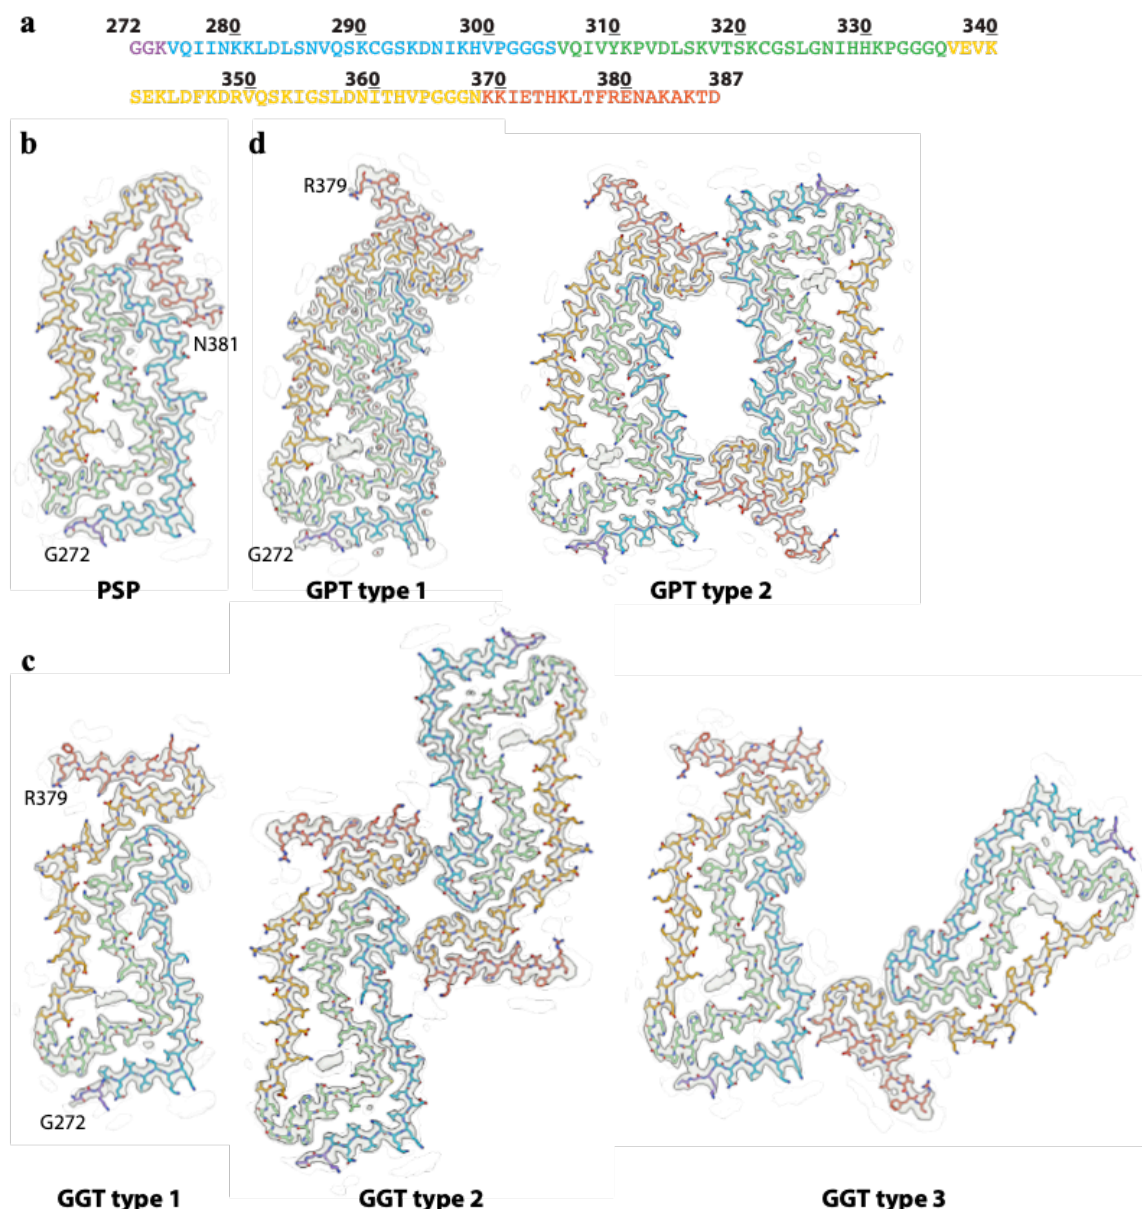 a
272 280 290 300 310 320 330 340
GGKVQIINKKLDLSNVQSKCGSKDNIKHVPGGGSVQIVYKPVDLSKVTSKCGSLGNIHHKPGGGQVEVK
350 360 370 380 387
SEKLDFKDRVQSKIGSLDNITHVPGGGNKKIETHKLTFRENAKAKTD
b
d
R379
N381
G272
G272
PSP
GPT type 1
GPT type 2
c
R379
G272
GGT type 1
GGT type 2
GGT type 3